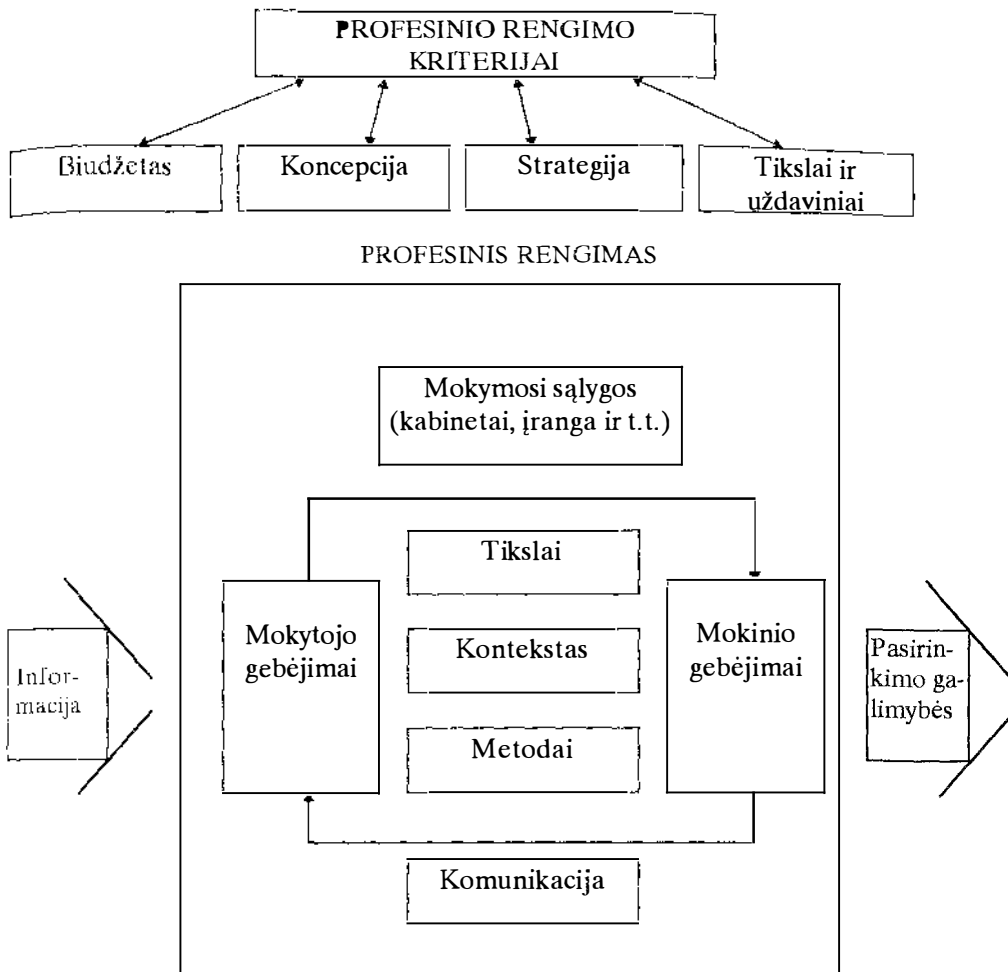 PROFESINIO RENGIMO
KRITERIJAI
Biudžetas
Koncepcija
Strategija
Tikslai ir
uždaviniai
PROFESINIS RENGIMAS
Mokymosi sąlygos
(kabinetai, įranga ir t.t.)
Tikslai
Mokytojo
gebėjimai
Kontekstas
Mokinio
gebėjimai
Metodai
Komunikacija
Infor-
macija
Pasirin-
kimo ga-
limybės